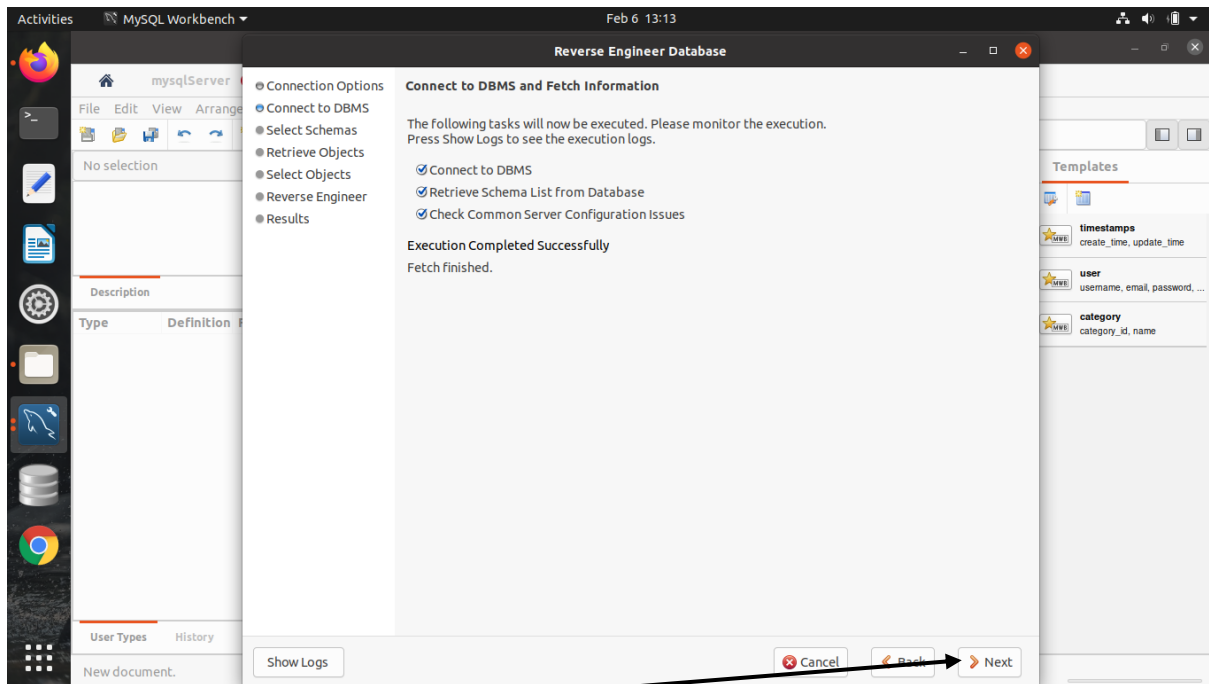 Activities MySQL Workbench Feb 6 13:13
Reverse Engineer Database
mysqlServer
File Edit View Arrange
No selection
Description
Type Definition
User Types History
New document.
Connection Options
Connect to DBMS
Select Schemas
Retrieve Objects
Select Objects
Reverse Engineer
Results
Connect to DBMS and Fetch Information
The following tasks will now be executed. Please monitor the execution.
Press Show Logs to see the execution logs.
Connect to DBMS
Retrieve Schema List from Database
Check Common Server Configuration Issues
Execution Completed Successfully
Fetch finished.
Show Logs Cancel Back Next
Templates
timestamps
create_time, update_time
user
username, email, password, ...
category
category_id, name